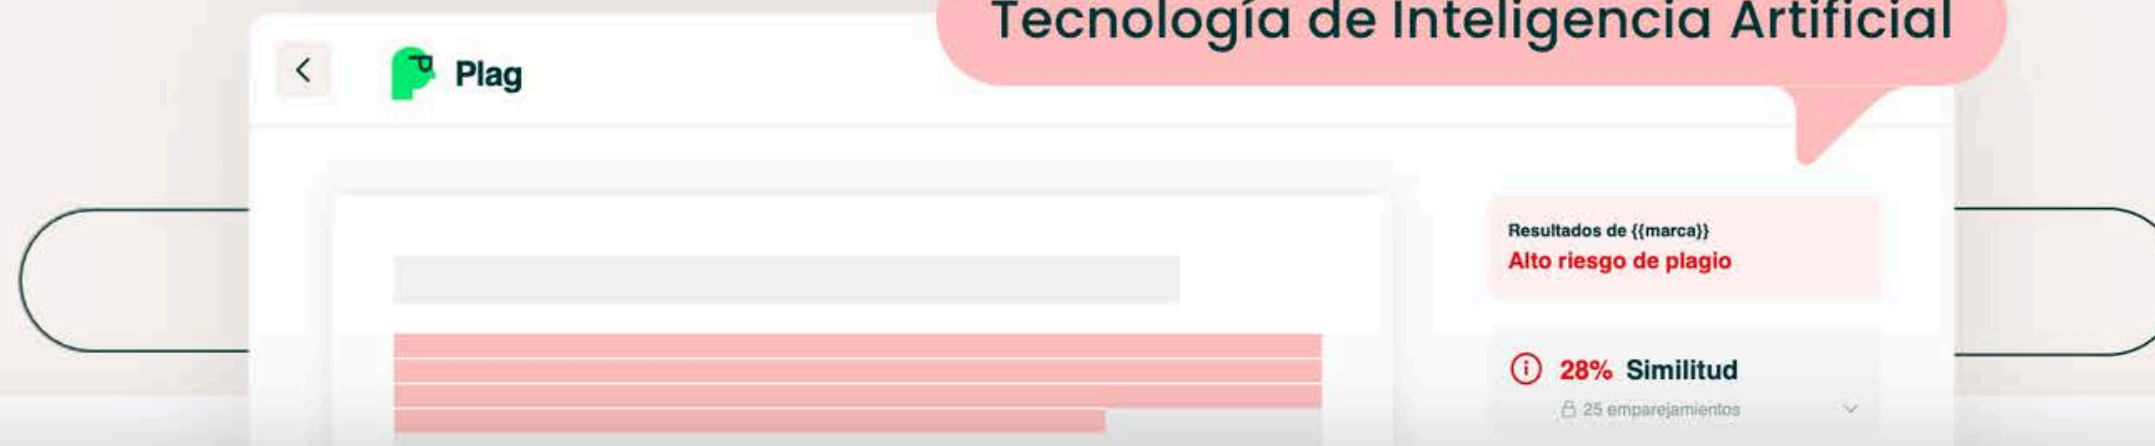 Tecnología de Inteligencia Artificial
Plag
Resultados de {{marca}}
Alto riesgo de plagio
28% Similitud
25 emparejamientos